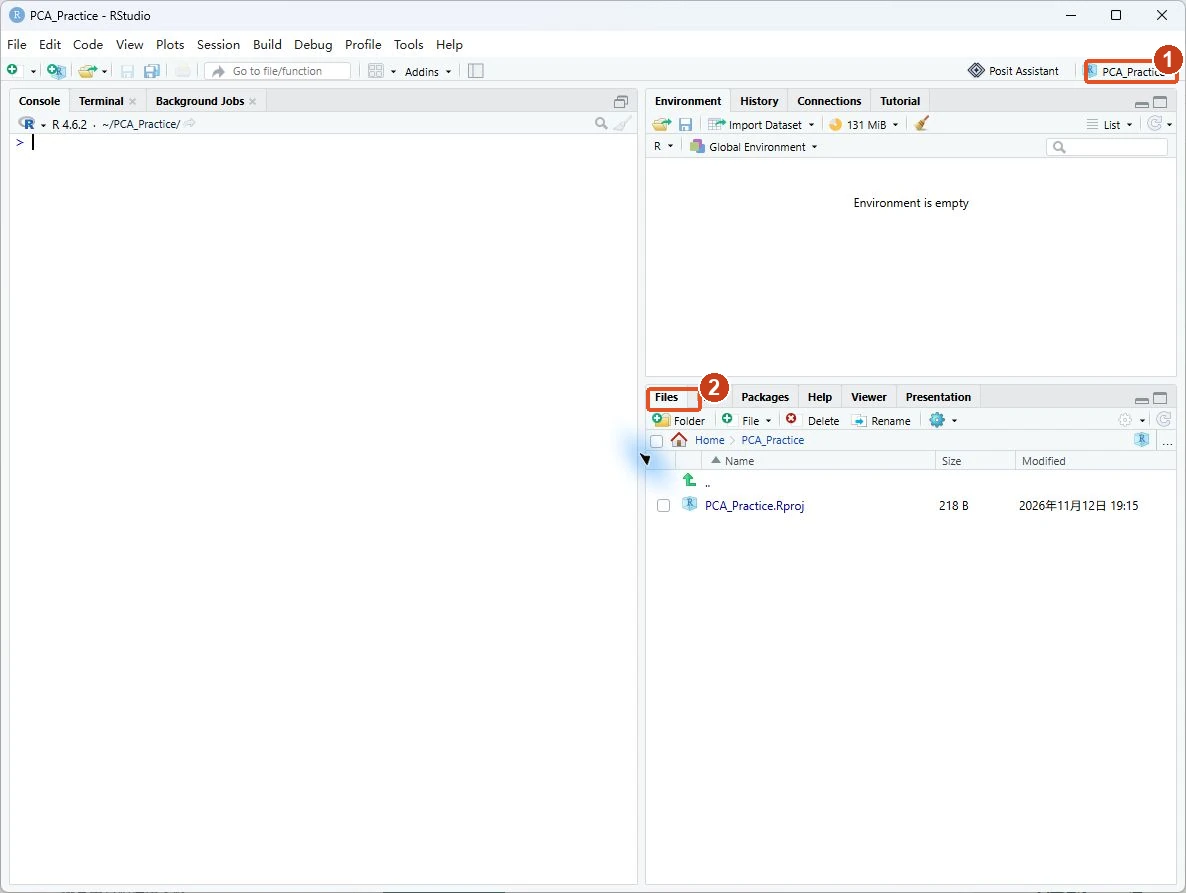 PCA_Practice - RStudio
File Edit Code View Plots Session Build Debug Profile Tools Help
Go to file/function Addins Posit Assistant PCA_Practice 1
Console Terminal Background Jobs
R 4.6.2 · ~/PCA_Practice/
>
Environment History Connections Tutorial
Import Dataset 131 MiB List
R Global Environment
Environment is empty
Files 2 Packages Help Viewer Presentation
Folder File Delete Rename
Home PCA_Practice ...
Name Size Modified
..
PCA_Practice.Rproj 218 B 2026年11月12日 19:15